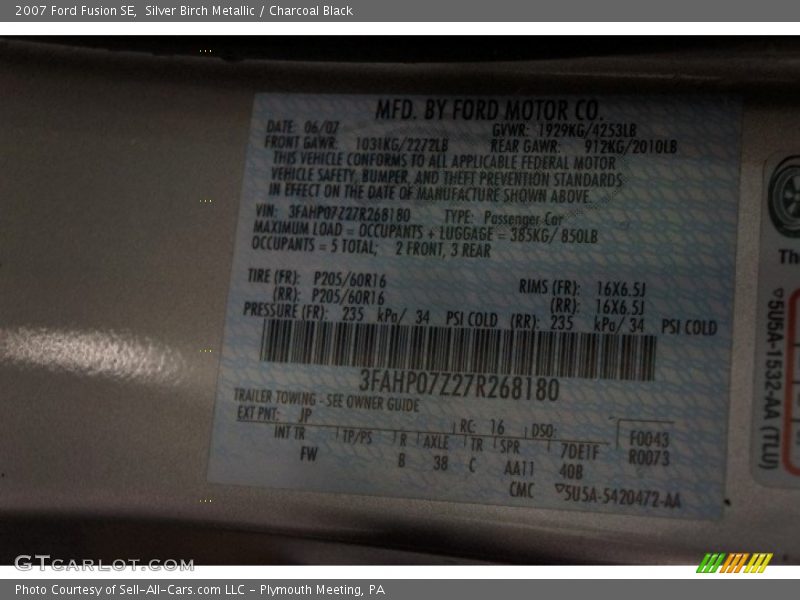 2007 Ford Fusion SE,  Silver Birch Metallic / Charcoal Black
MFD. BY FORD MOTOR CO.
DATE: 06/07 GVWR: 1929KG/4253LB
FRONT GAWR: 1031KG/2272LB REAR GAWR: 912KG/2010LB
THIS VEHICLE CONFORMS TO ALL APPLICABLE FEDERAL MOTOR
VEHICLE SAFETY, BUMPER, AND THEFT PREVENTION STANDARDS
IN EFFECT ON THE DATE OF MANUFACTURE SHOWN ABOVE.
VIN: 3FAHP07Z27R268180 TYPE: Passenger Car
MAXIMUM LOAD = OCCUPANTS + LUGGAGE = 385KG/ 850LB
OCCUPANTS = 5 TOTAL; 2 FRONT, 3 REAR
TIRE (FR): P205/60R16 RIMS (FR): 16X6.5J
(RR): P205/60R16 (RR): 16X6.5J
PRESSURE (FR): 235 kPa/ 34 PSI COLD (RR): 235 kPa/ 34 PSI COLD
3FAHP07Z27R268180
TRAILER TOWING - SEE OWNER GUIDE
EXT PNT: JP RC: 16 DSO: F0043
INT TR TP/PS R AXLE TR SPR 7DE1F R0073
FW B 38 C AA11 40B
CMC ▽5U5A-5420472-AA
Th
▽5U5A-1532-AA (TLU)
GTCARLOT.COM
Photo Courtesy of Sell-All-Cars.com LLC - Plymouth Meeting, PA